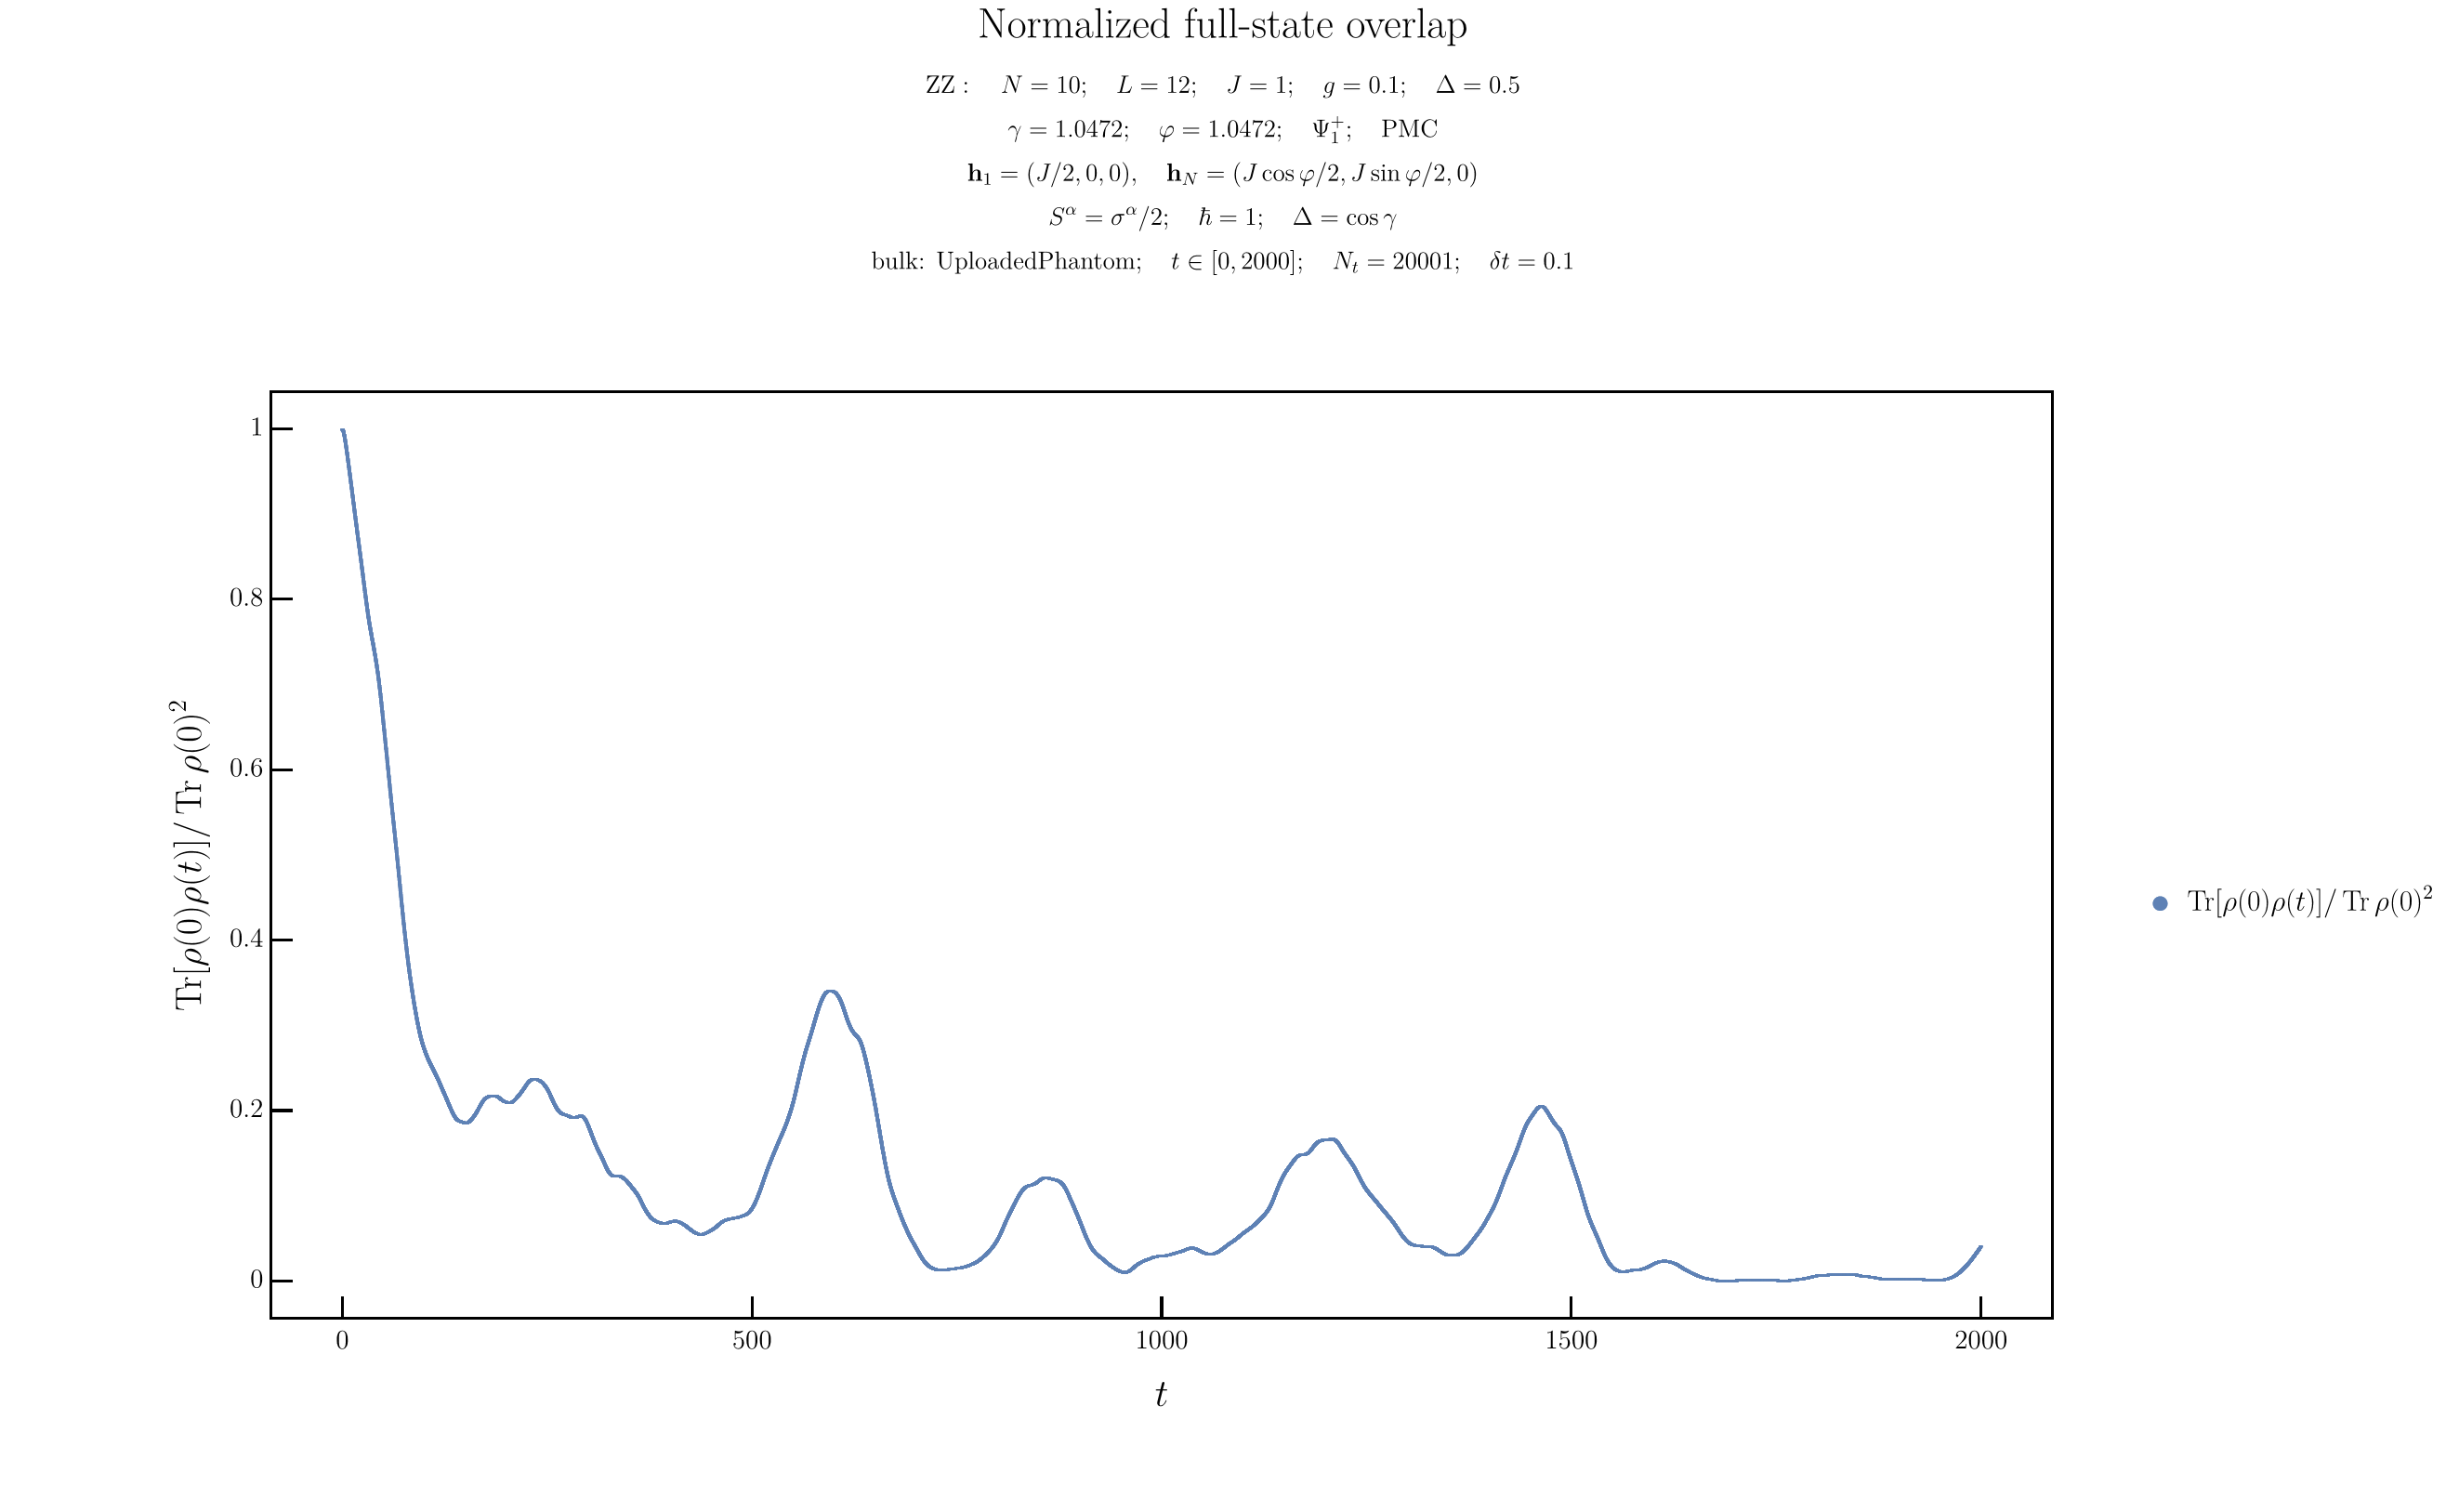 Normalized full-state overlap
ZZ : N = 10; L = 12; J = 1; g = 0.1; Δ = 0.5
γ = 1.0472; φ = 1.0472; Ψ₁⁺; PMC
𝐡₁ = (J/2, 0, 0), 𝐡_N = (J cos φ/2, J sin φ/2, 0)
S^α = σ^α/2; ℏ = 1; Δ = cos γ
bulk: UploadedPhantom; t ∈ [0, 2000]; N_t = 20001; δt = 0.1
Tr[ρ(0)ρ(t)]/ Tr ρ(0)²
1
0.8
0.6
0.4
0.2
0
0 500 1000 1500 2000
t
Tr[ρ(0)ρ(t)]/ Tr ρ(0)²